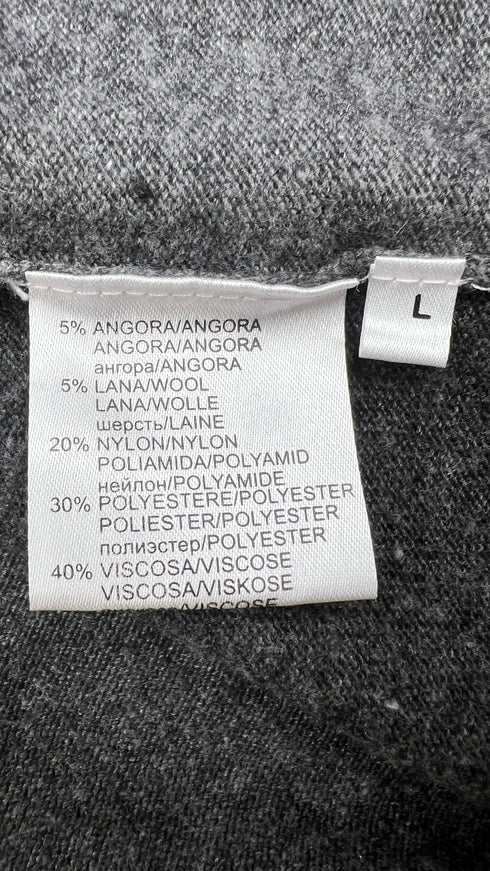 5% ANGORA/ANGORA
ANGORA/ANGORA
ангора/ANGORA
5% LANA/WOOL
LANA/WOLLE
шерсть/LAINE
20% NYLON/NYLON
POLIAMIDA/POLYAMID
нейлон/POLYAMIDE
30% POLYESTERE/POLYESTER
POLIESTER/POLYESTER
полиэстер/POLYESTER
40% VISCOSA/VISCOSE
VISCOSA/VISKOSE
/VISCOSE
L